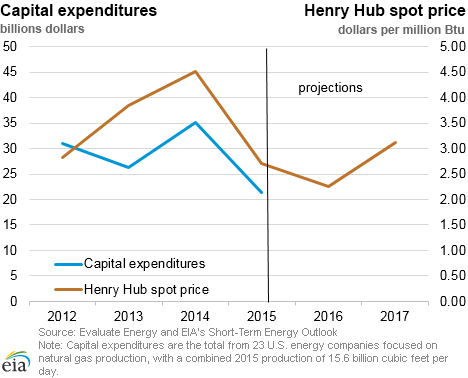 Capital expenditures Henry Hub spot price
billions dollars dollars per million Btu
50 5.00
45 4.50
40 4.00
35 3.50
30 3.00
25 2.50
20 2.00
15 1.50
10 1.00
5 0.50
0 0.00
projections
Capital expenditures
Henry Hub spot price
2012 2013 2014 2015 2016 2017
Source: Evaluate Energy and EIA's Short-Term Energy Outlook
Note: Capital expenditures are the total from 23 U.S. energy companies focused on
natural gas production, with a combined 2015 production of 15.6 billion cubic feet per
day.
eia